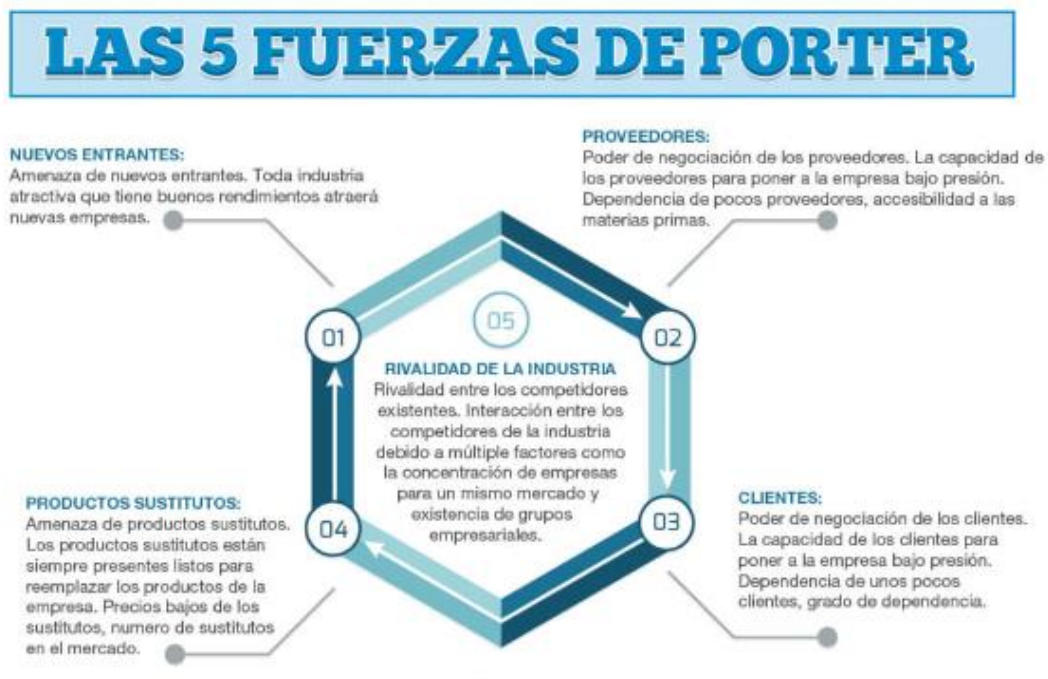 LAS 5 FUERZAS DE PORTER
NUEVOS ENTRANTES:
Amenaza de nuevos entrantes. Toda industria
atractiva que tiene buenos rendimientos atraerá
nuevas empresas.
PROVEEDORES:
Poder de negociación de los proveedores. La capacidad de
los proveedores para poner a la empresa bajo presión.
Dependencia de pocos proveedores, accesibilidad a las
materias primas.
01
02
05
RIVALIDAD DE LA INDUSTRIA
Rivalidad entre los competidores
existentes. Interacción entre los
competidores de la industria
debido a múltiple factores como
la concentración de empresas
para un mismo mercado y
existencia de grupos
empresariales.
03
04
CLIENTES:
Poder de negociación de los clientes.
La capacidad de los clientes para
poner a la empresa bajo presión.
Dependencia de unos pocos
clientes, grado de dependencia.
PRODUCTOS SUSTITUTOS:
Amenaza de productos sustitutos.
Los productos sustitutos están
siempre presentes listos para
reemplazar los productos de la
empresa. Precios bajos de los
sustitutos, numero de sustitutos
en el mercado.